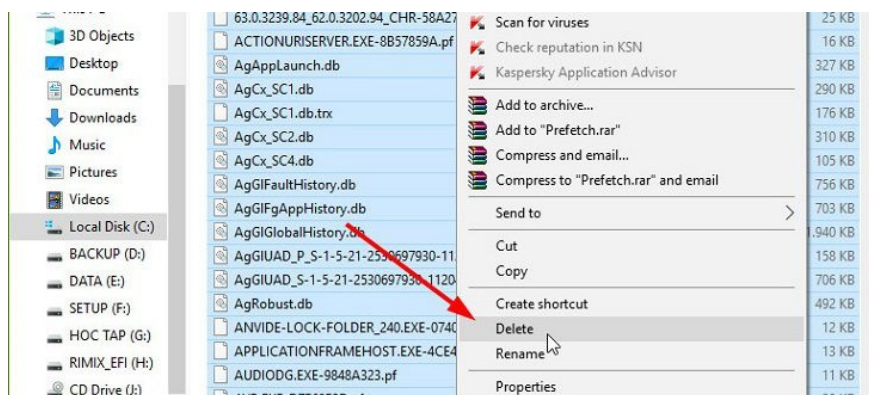 3D Objects
Desktop
Documents
Downloads
Music
Pictures
Videos
Local Disk (C:)
BACKUP (D:)
DATA (E:)
SETUP (F:)
HOC TAP (G:)
RIMIX_EFI (H:)
CD Drive (J:)
63.0.3239.84_62.0.3202.94_CHR-58A27
ACTIONURISERVER.EXE-8B57859A.pf
AgAppLaunch.db
AgCx_SC1.db
AgCx_SC1.db.trx
AgCx_SC2.db
AgCx_SC4.db
AgGlFaultHistory.db
AgGlFgAppHistory.db
AgGlGlobalHistory.db
AgGlUAD_P_S-1-5-21-2530697930-11
AgGlUAD_S-1-5-21-2530697930-1120
AgRobust.db
ANVIDE-LOCK-FOLDER_240.EXE-0740
APPLICATIONFRAMEHOST.EXE-4CE4
AUDIODG.EXE-9848A323.pf
Scan for viruses
Check reputation in KSN
Kaspersky Application Advisor
Add to archive...
Add to "Prefetch.rar"
Compress and email...
Compress to "Prefetch.rar" and email
Send to
Cut
Copy
Create shortcut
Delete
Rename
Properties
25 KB
16 KB
327 KB
290 KB
176 KB
310 KB
105 KB
756 KB
703 KB
1.940 KB
158 KB
706 KB
492 KB
12 KB
13 KB
11 KB